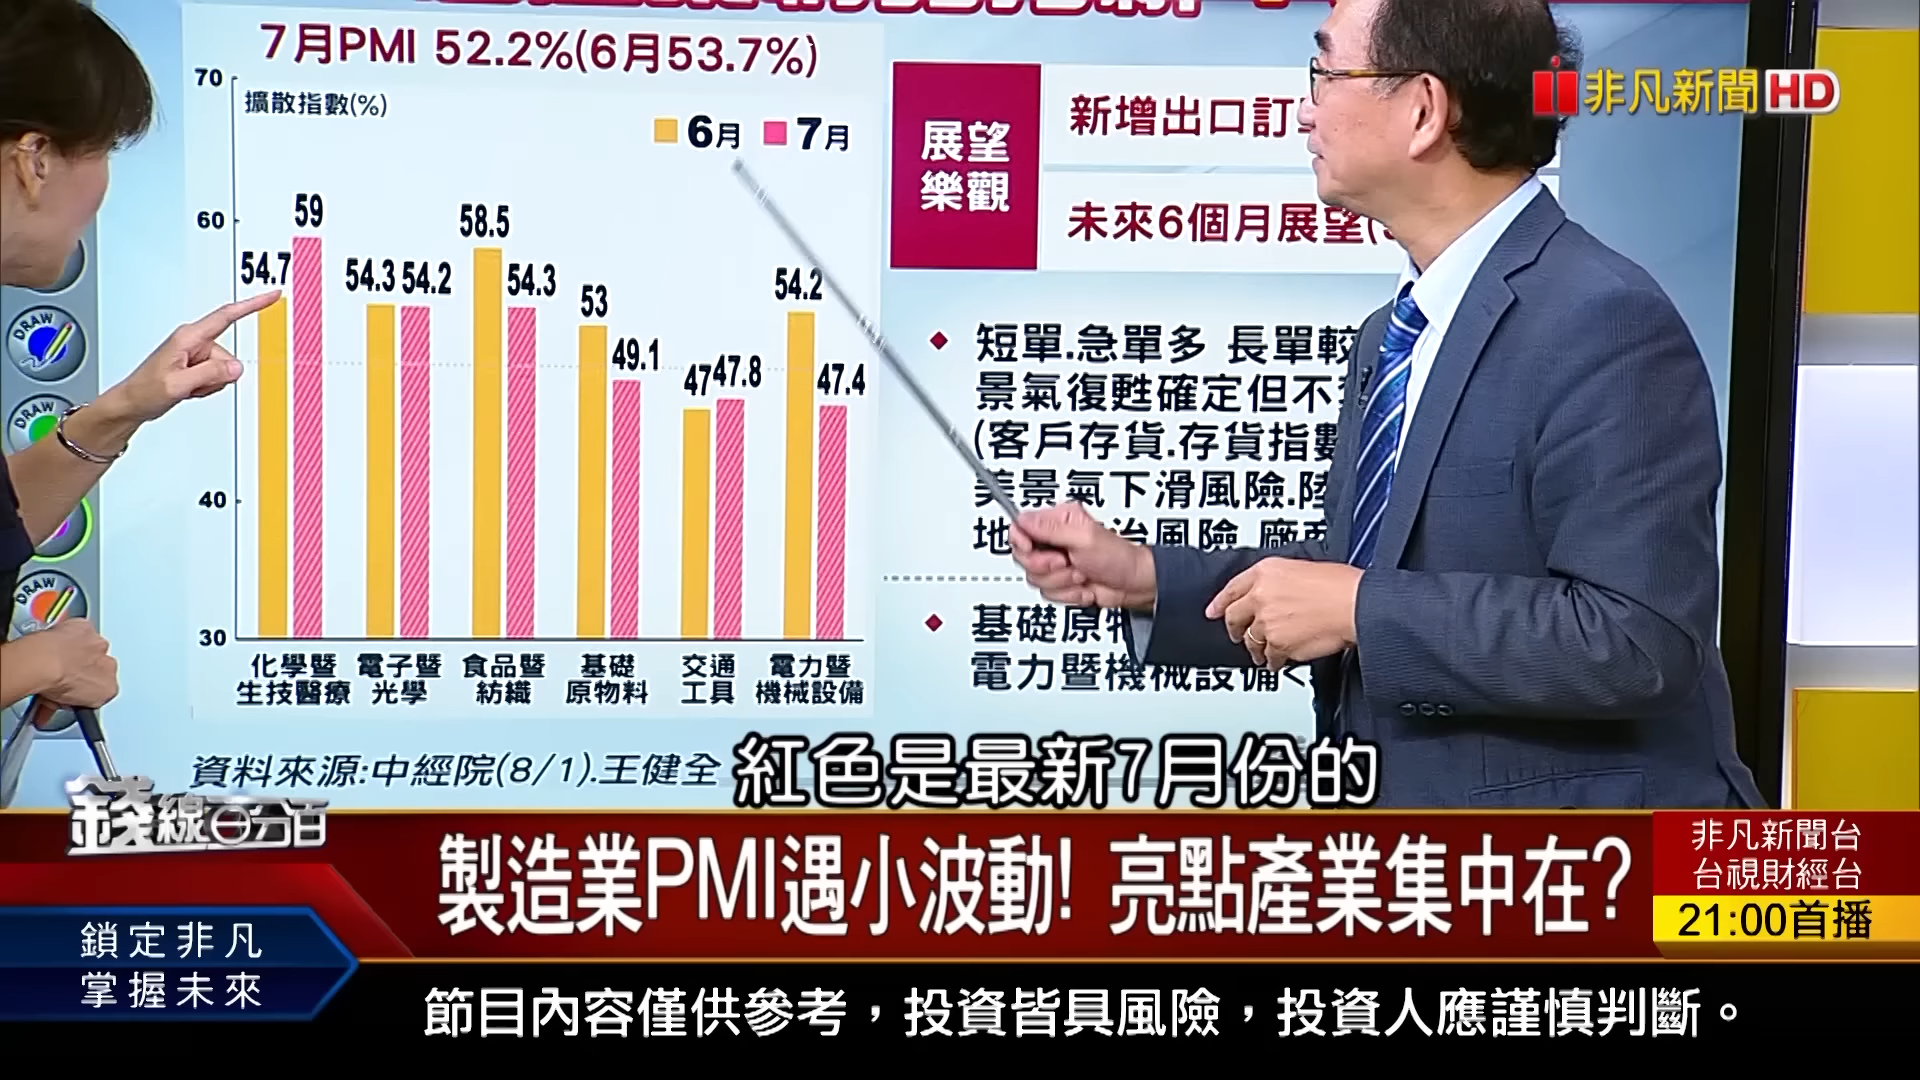 7月PMI 52.2%(6月53.7%)
70
擴散指數(%)
6月 7月
60
40
30
54.7
59
54.3
54.2
58.5
54.3
53
49.1
47
47.8
54.2
47.4
化學暨
生技醫療
電子暨
光學
食品暨
紡織
基礎
原物料
交通
工具
電力暨
機械設備
資料來源:中經院(8/1).王健全
展望
樂觀
新增出口訂
未來6個月展望(
短單.急單多 長單較
景氣復甦確定但不
(客戶存貨.存貨指數
美景氣下滑風險.陸
地 治風險 廠商
基礎原物
電力暨機械設備<
DRAW
DRAW
DRAW
非凡新聞HD
紅色是最新7月份的
錢線百分百
製造業PMI遇小波動! 亮點產業集中在?
非凡新聞台
台視財經台
21:00首播
鎖定非凡
掌握未來
節目內容僅供參考，投資皆具風險，投資人應謹慎判斷。